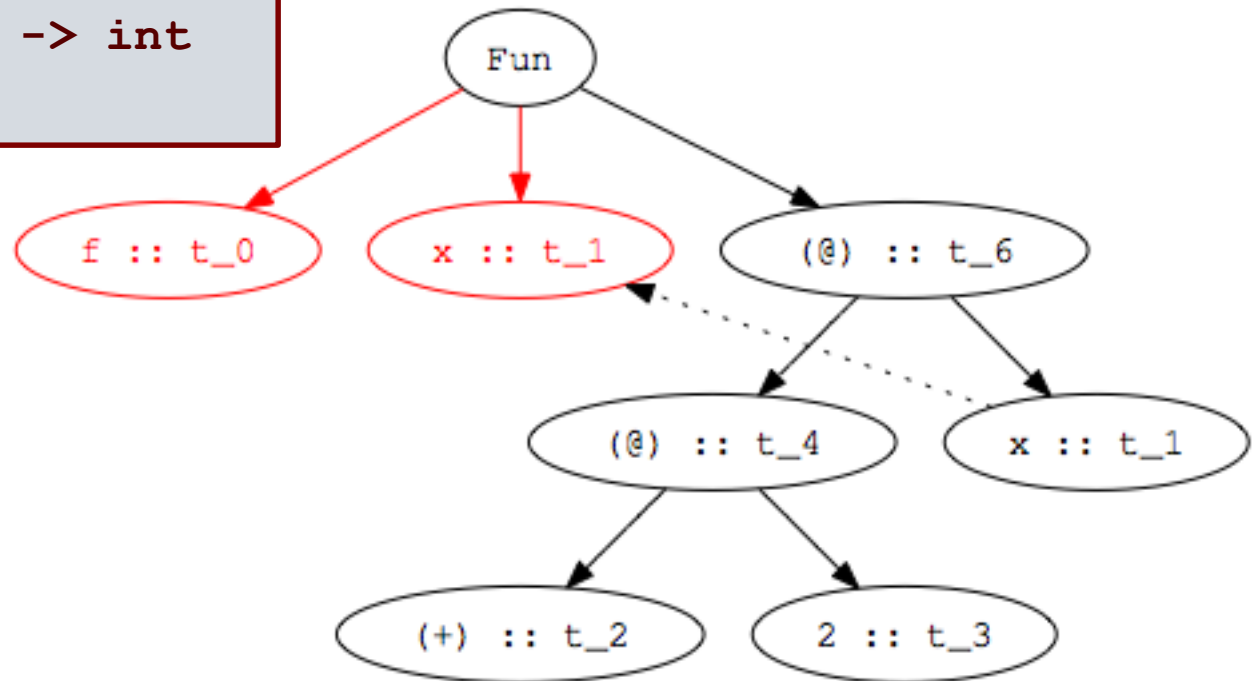 -> int
Fun
f :: t_0
x :: t_1
(@) :: t_6
(@) :: t_4
x :: t_1
(+) :: t_2
2 :: t_3